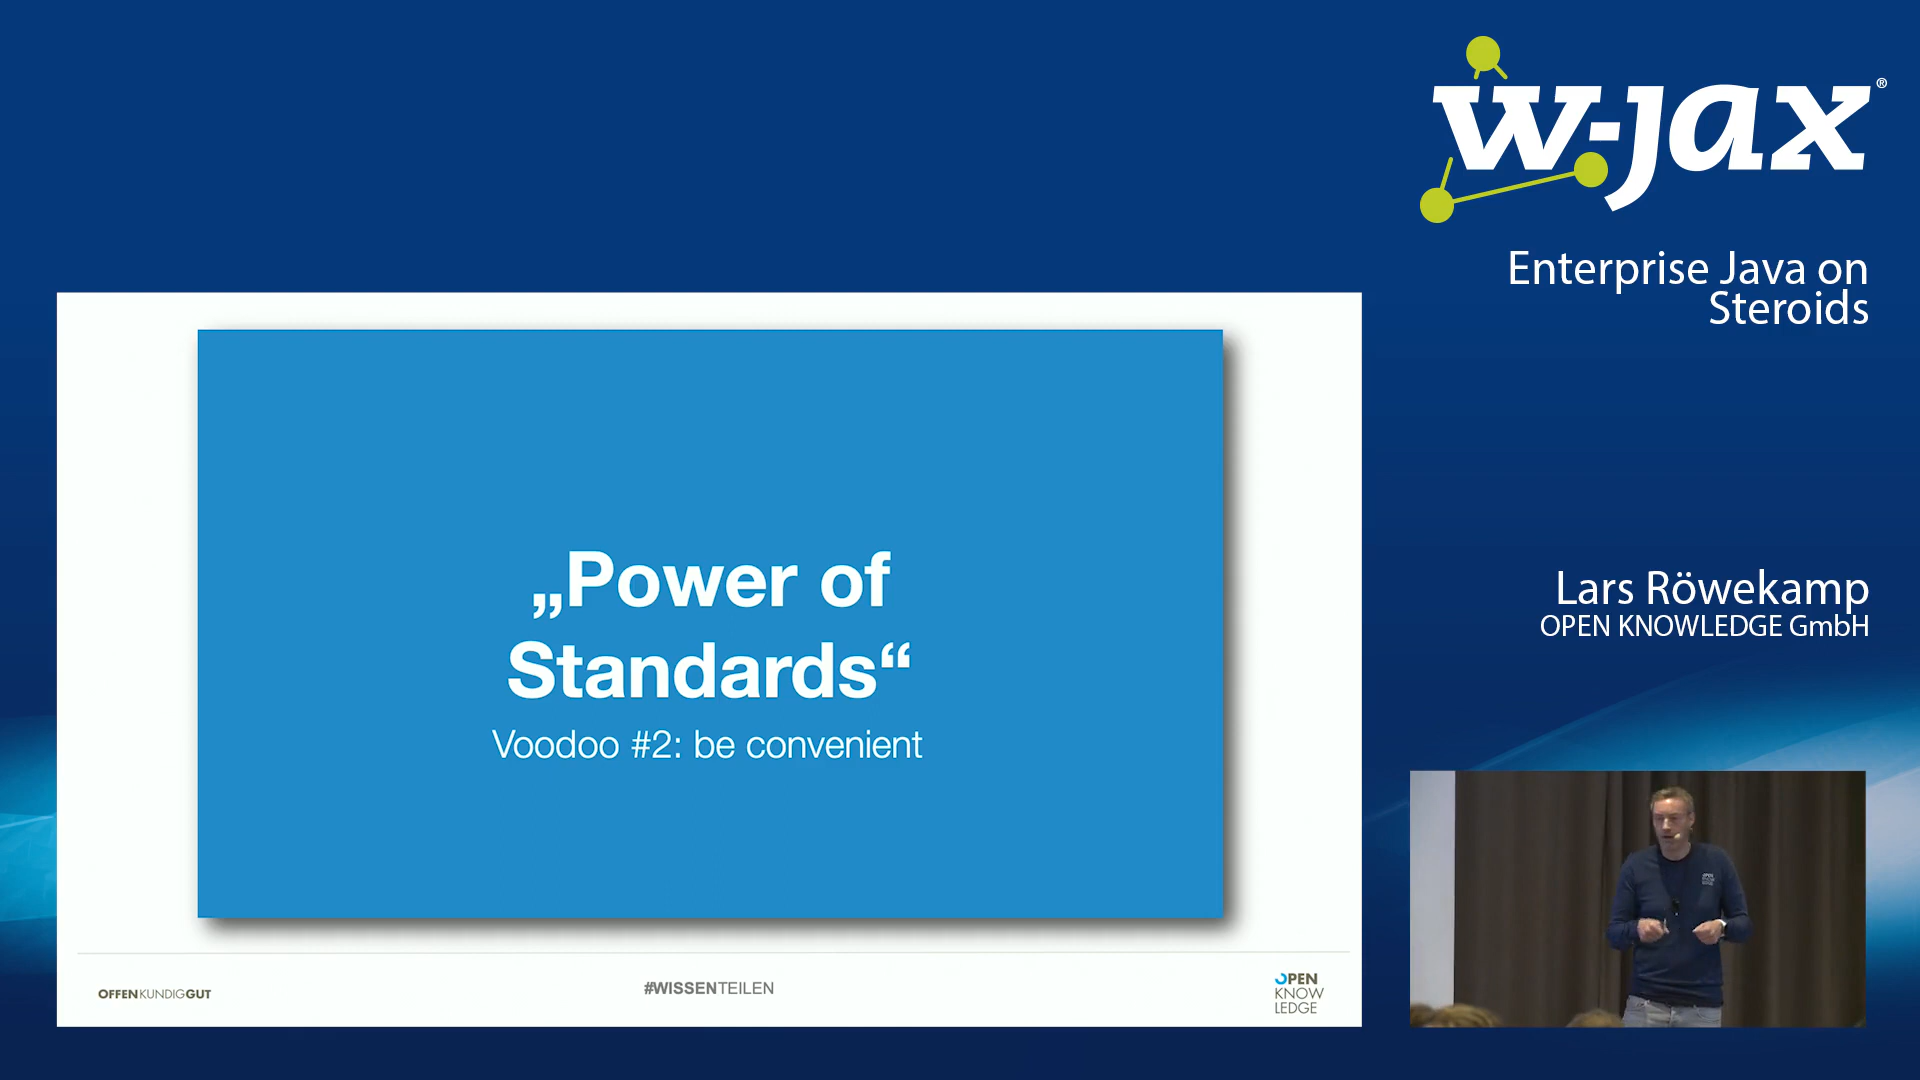 w-jax®
Enterprise Java on
Steroids
„Power of
Standards“
Voodoo #2: be convenient
Lars Röwekamp
OPEN KNOWLEDGE GmbH
OFFENKUNDIGGUT
#WISSENTEILEN
OPEN
KNOW
LEDGE